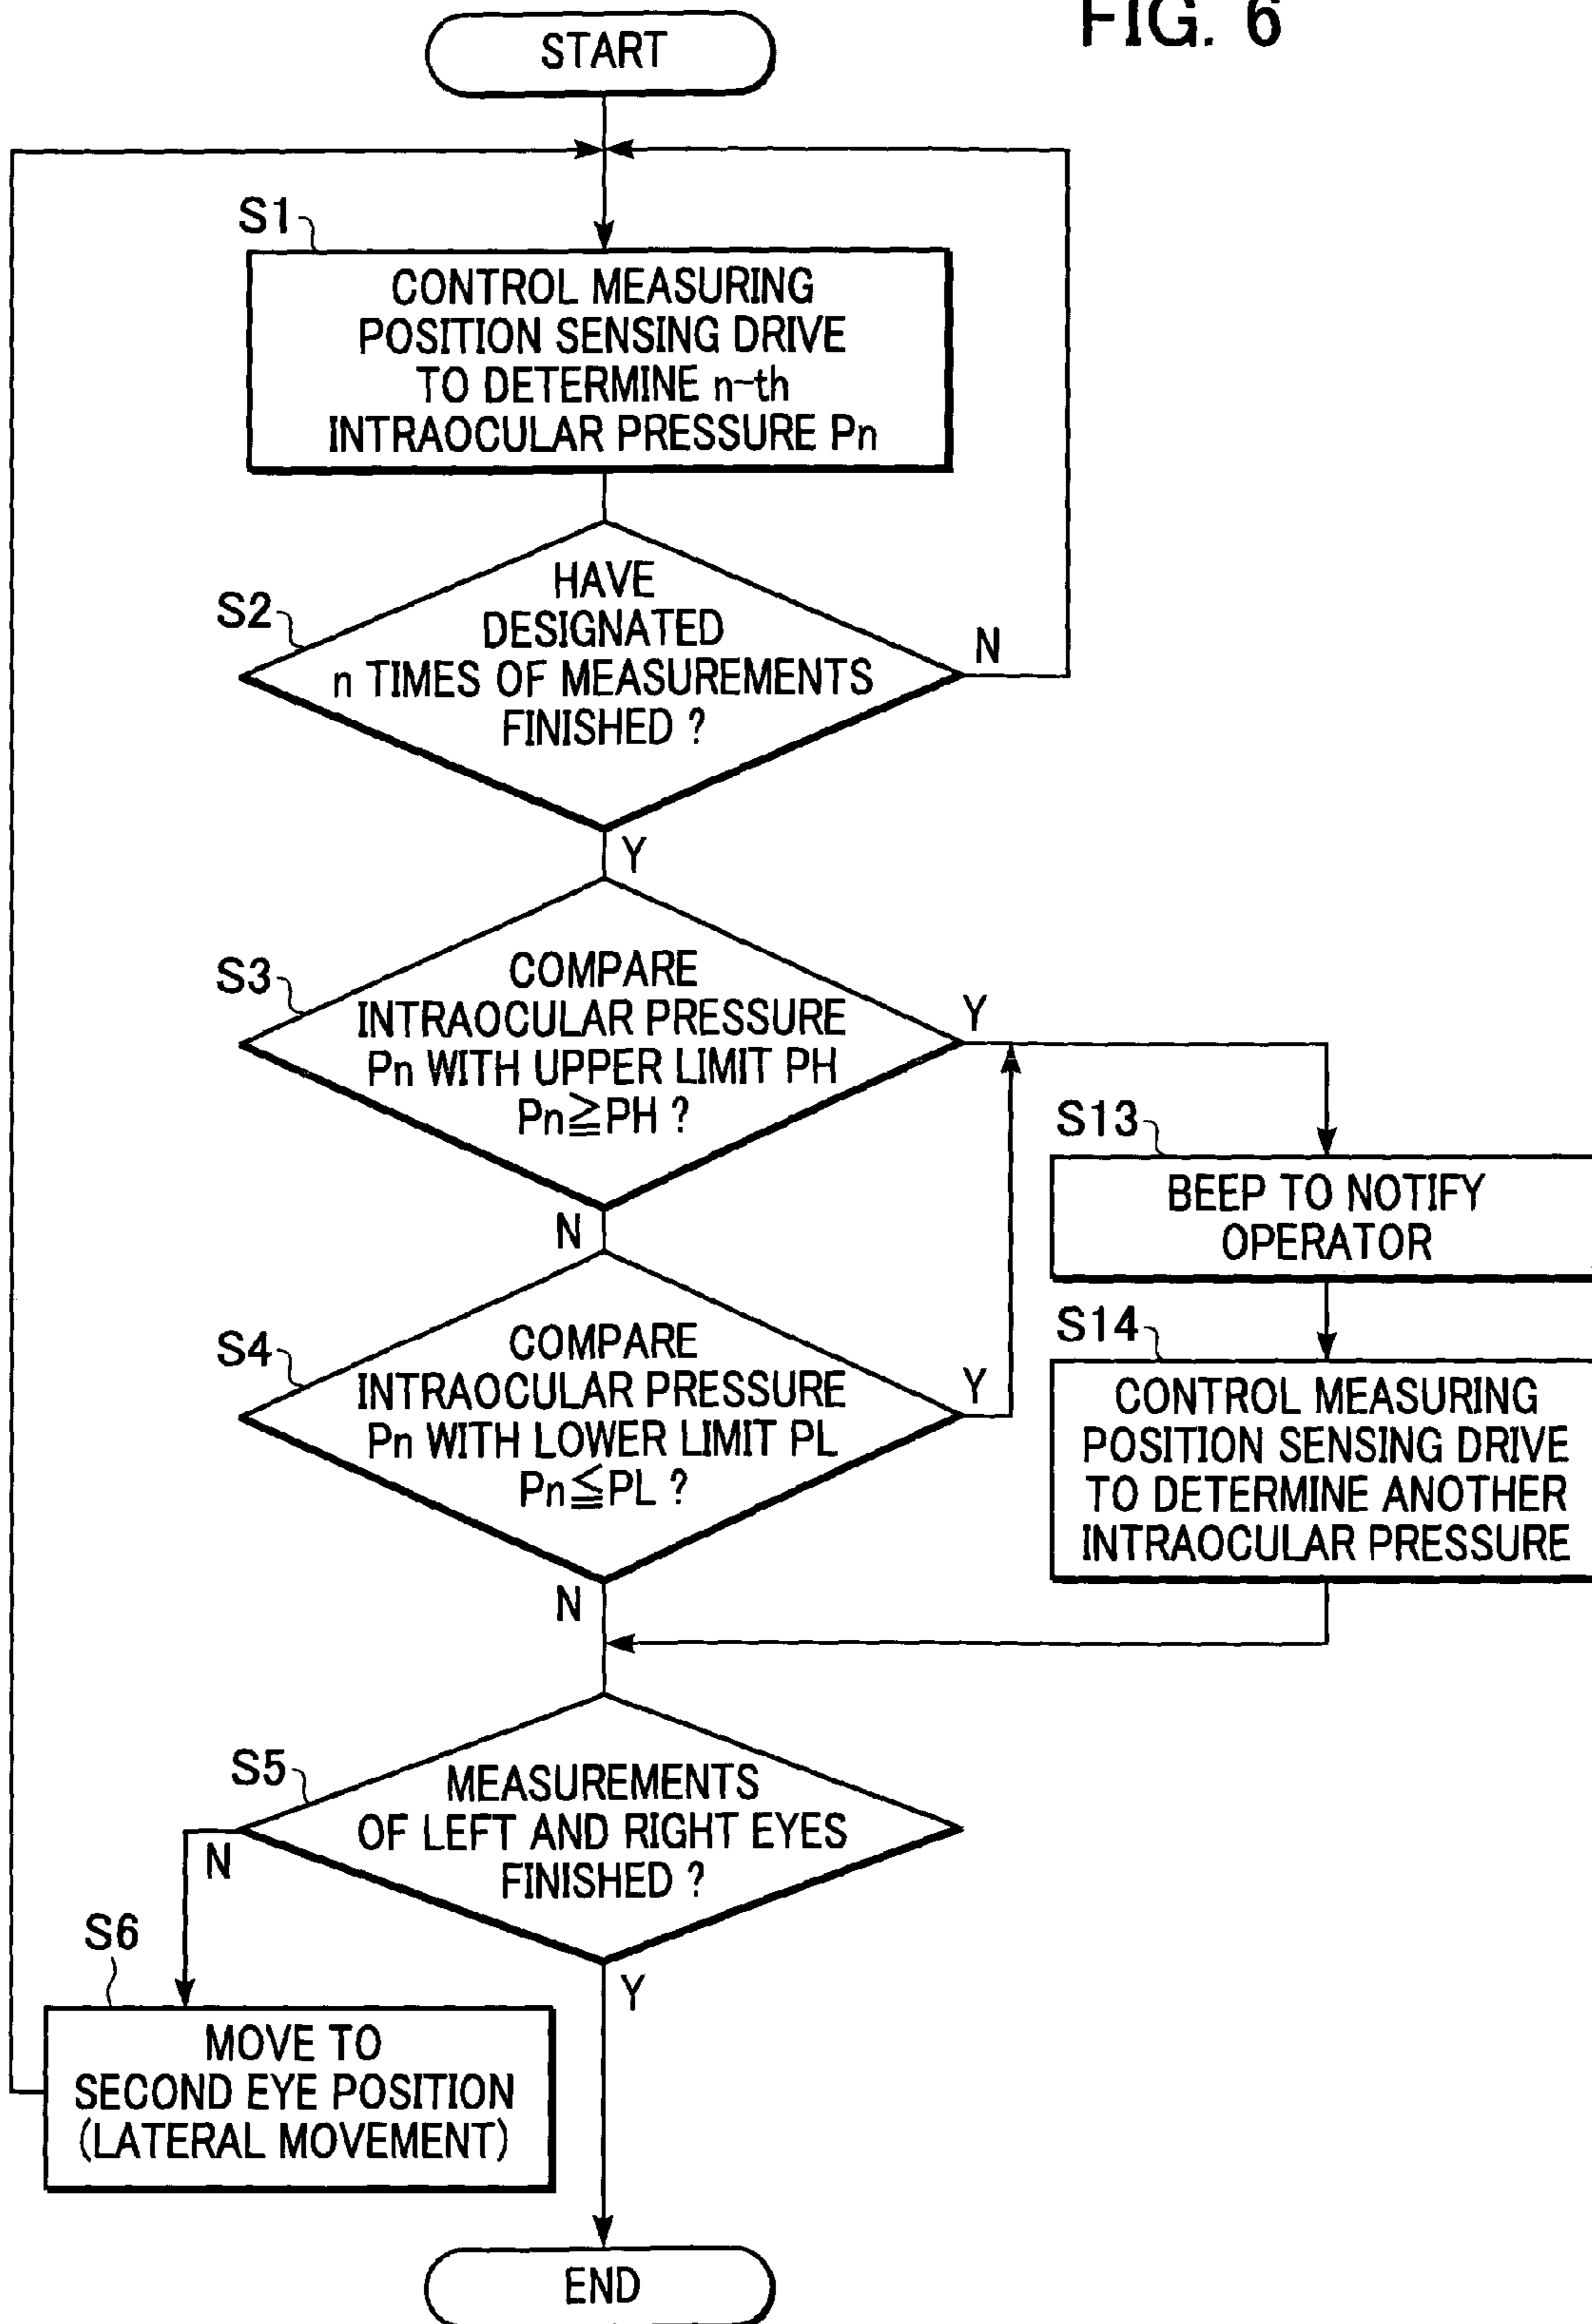 FIG. 6
START
S1
CONTROL MEASURING
POSITION SENSING DRIVE
TO DETERMINE n-th
INTRAOCULAR PRESSURE Pn
S2
HAVE
DESIGNATED
n TIMES OF MEASUREMENTS
FINISHED ?
N
Y
S3
COMPARE
INTRAOCULAR PRESSURE
Pn WITH UPPER LIMIT PH
Pn≧PH ?
Y
N
S13
BEEP TO NOTIFY
OPERATOR
S4
COMPARE
INTRAOCULAR PRESSURE
Pn WITH LOWER LIMIT PL
Pn≦PL ?
Y
N
S14
CONTROL MEASURING
POSITION SENSING DRIVE
TO DETERMINE ANOTHER
INTRAOCULAR PRESSURE
S5
MEASUREMENTS
OF LEFT AND RIGHT EYES
FINISHED ?
N
Y
S6
MOVE TO
SECOND EYE POSITION
(LATERAL MOVEMENT)
END